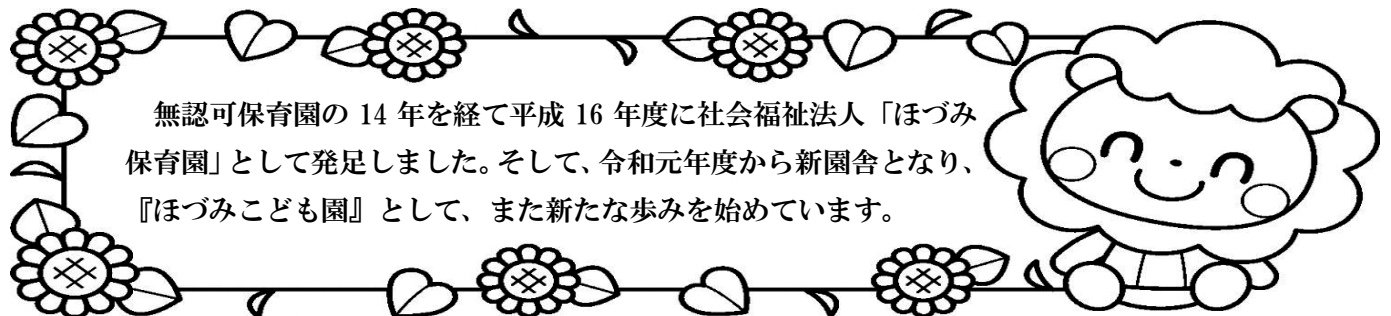 無認可保育園の 14 年を経て平成 16 年度に社会福祉法人「ほづみ
保育園」として発足しました。そして、令和元年度から新園舎となり、
『ほづみこども園』として、また新たな歩みを始めています。